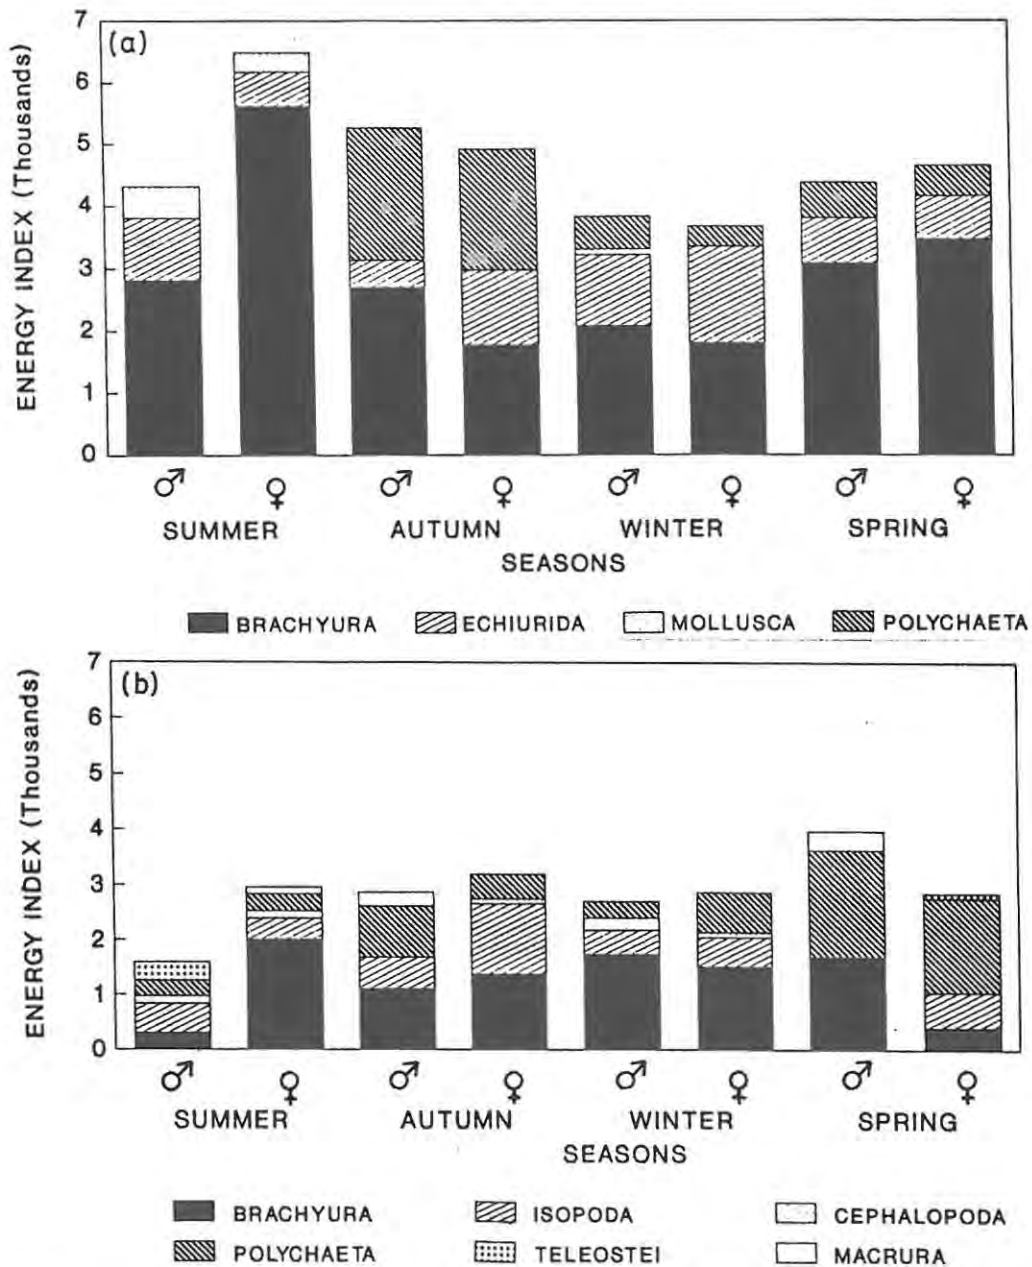 (a)
7
6
5
4
3
2
1
0
ENERGY INDEX (Thousands)
♂ ♀ ♂ ♀ ♂ ♀ ♂ ♀
SUMMER AUTUMN WINTER SPRING
SEASONS
BRACHYURA ECHIURIDA MOLLUSCA POLYCHAETA
(b)
7
6
5
4
3
2
1
0
ENERGY INDEX (Thousands)
♂ ♀ ♂ ♀ ♂ ♀ ♂ ♀
SUMMER AUTUMN WINTER SPRING
SEASONS
BRACHYURA ISOPODA CEPHALOPODA
POLYCHAETA TELEOSTEI MACRURA